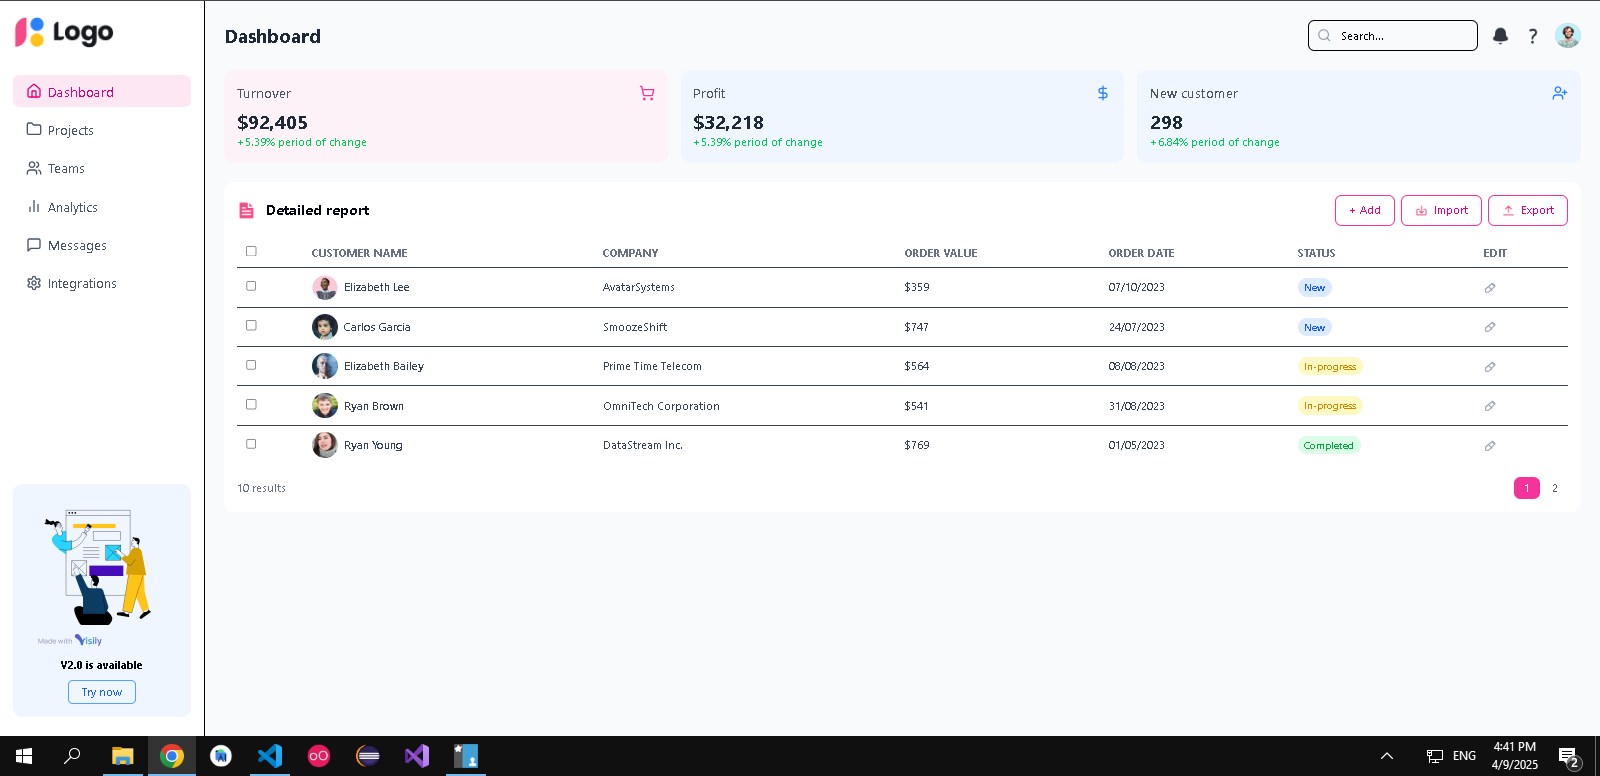 Logo
Dashboard
Projects
Teams
Analytics
Messages
Integrations
Made with Visily
V2.0 is available
Try now
Dashboard
Search...
?
Turnover
$92,405
+5.39% period of change
Profit
$
$32,218
+5.39% period of change
New customer
298
+6.84% period of change
Detailed report
+ Add Import Export
CUSTOMER NAME COMPANY ORDER VALUE ORDER DATE STATUS EDIT
Elizabeth Lee AvatarSystems $359 07/10/2023 New
Carlos Garcia SmoozeShift $747 24/07/2023 New
Elizabeth Bailey Prime Time Telecom $564 08/08/2023 In-progress
Ryan Brown OmniTech Corporation $541 31/08/2023 In-progress
Ryan Young DataStream Inc. $769 01/05/2023 Completed
10 results 1 2
ENG 4:41 PM
4/9/2025 2